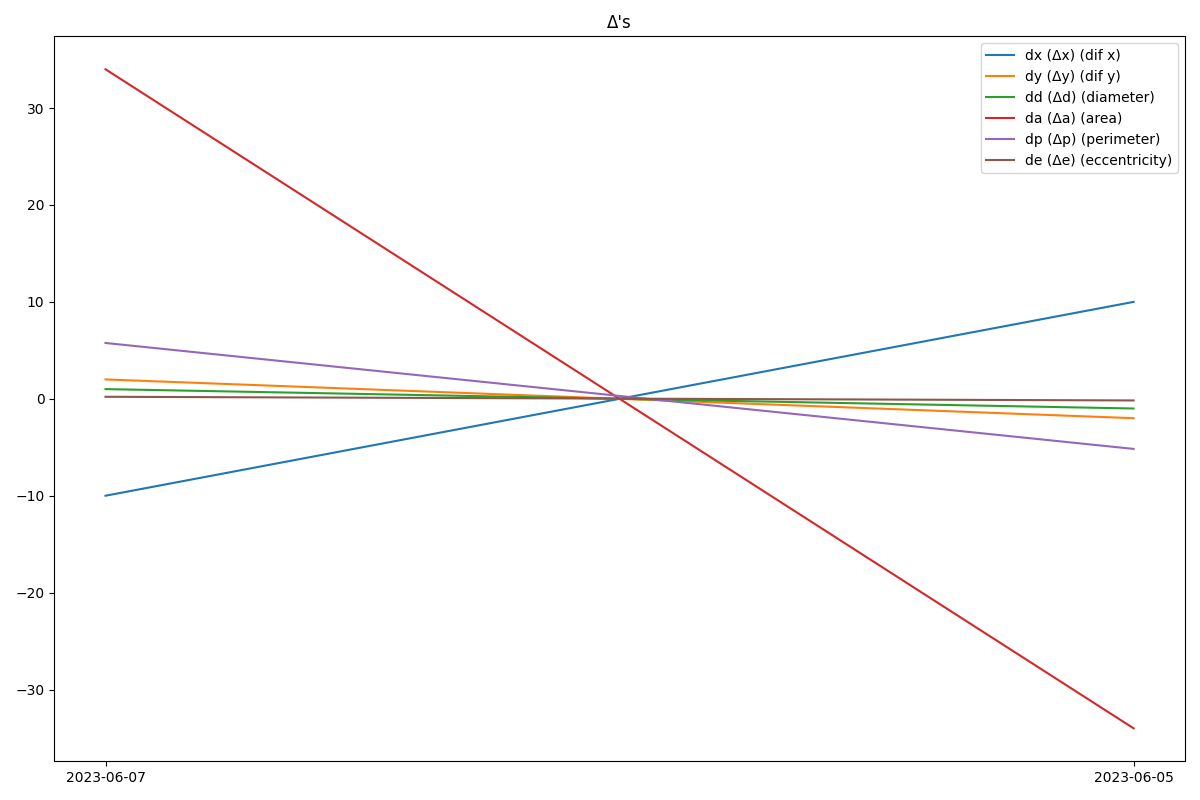 Δ's
dx (Δx) (dif x)
dy (Δy) (dif y)
dd (Δd) (diameter)
da (Δa) (area)
dp (Δp) (perimeter)
de (Δe) (eccentricity)
30
20
10
0
−10
−20
−30
2023-06-07 2023-06-05